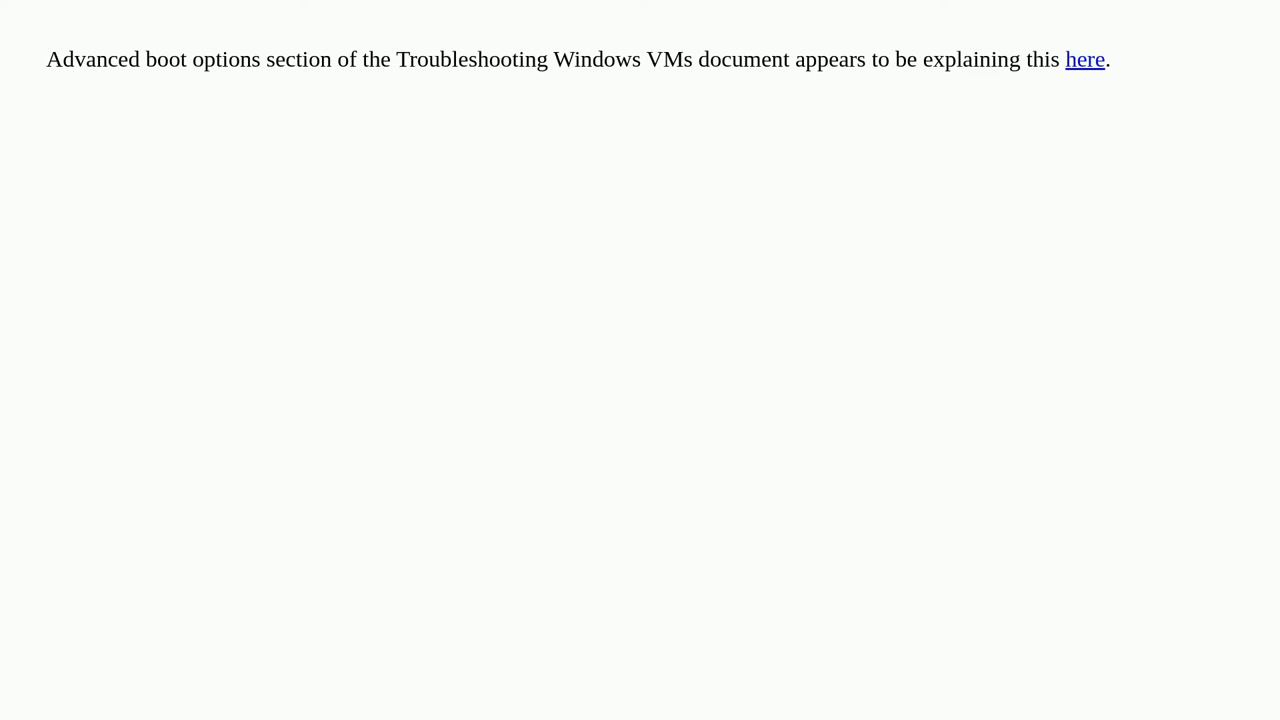 Advanced boot options section of the Troubleshooting Windows VMs document appears to be explaining this here.